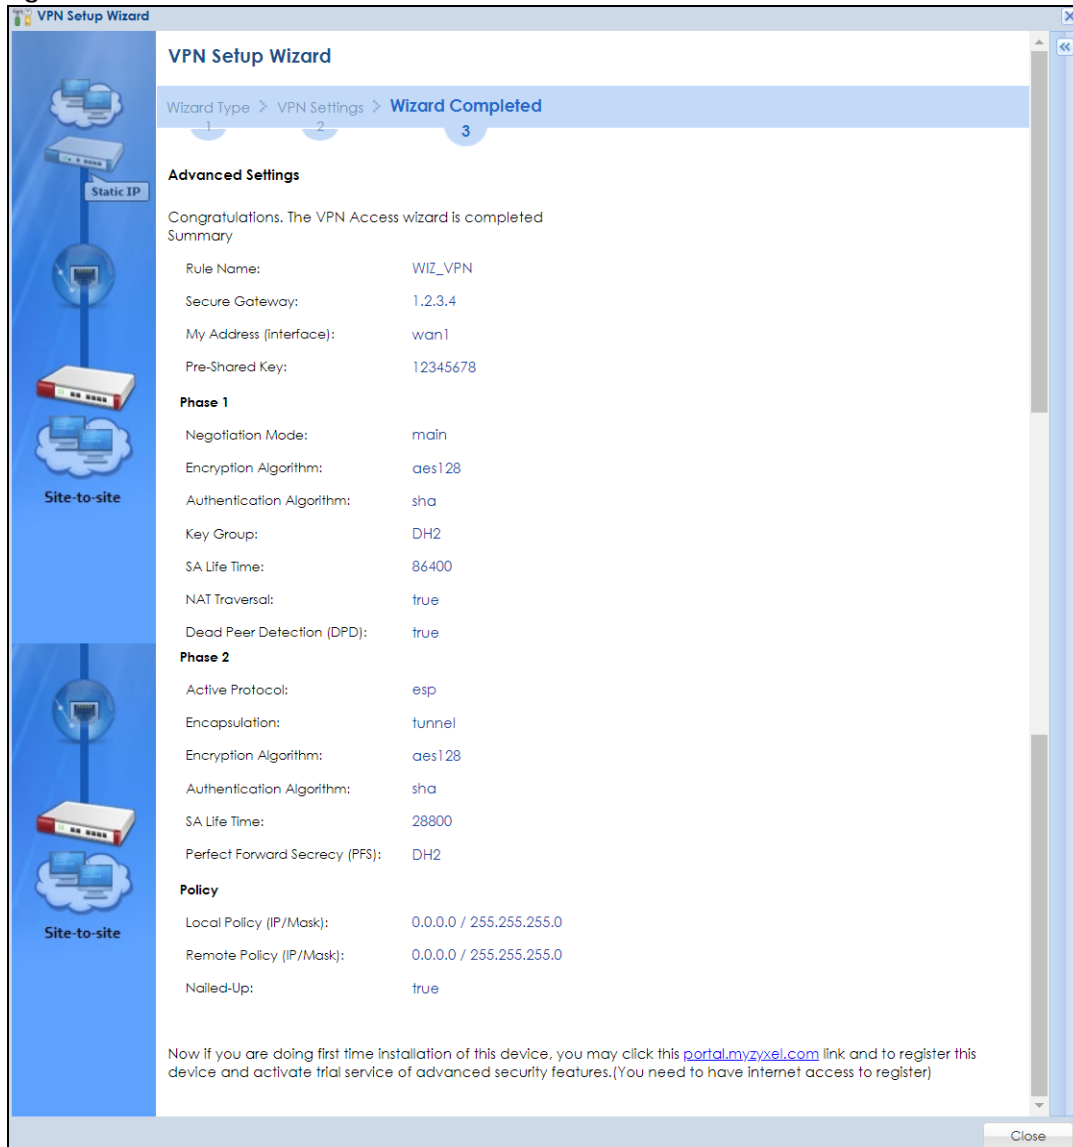 VPN Setup Wizard
VPN Setup Wizard
Wizard Type > VPN Settings > Wizard Completed
1 2 3
Static IP
Advanced Settings
Congratulations. The VPN Access wizard is completed
Summary
Rule Name: WIZ_VPN
Secure Gateway: 1.2.3.4
My Address (interface): wan1
Pre-Shared Key: 12345678
Phase 1
Negotiation Mode: main
Encryption Algorithm: aes128
Site-to-site
Authentication Algorithm: sha
Key Group: DH2
SA Life Time: 86400
NAT Traversal: true
Dead Peer Detection (DPD): true
Phase 2
Active Protocol: esp
Encapsulation: tunnel
Encryption Algorithm: aes128
Authentication Algorithm: sha
SA Life Time: 28800
Perfect Forward Secrecy (PFS): DH2
Policy
Local Policy (IP/Mask): 0.0.0.0 / 255.255.255.0
Site-to-site
Remote Policy (IP/Mask): 0.0.0.0 / 255.255.255.0
Nailed-Up: true
Now if you are doing first time installation of this device, you may click this portal.myzyxel.com link and to register this
device and activate trial service of advanced security features.(You need to have internet access to register)
Close